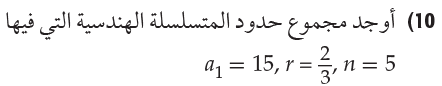 (10 أوجد مجموع حدود المتسلسلة الهندسية التي فيها
a₁ = 15, r = 2/3, n = 5